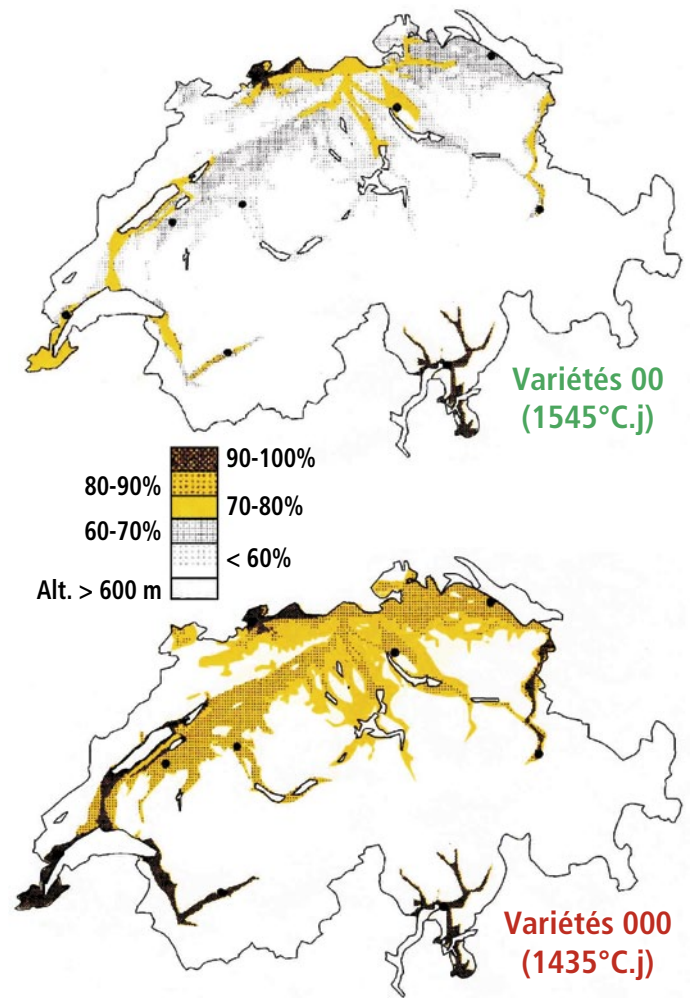 Variétés 00
(1545°C.j)
90-100%
80-90%
70-80%
60-70%
< 60%
Alt. > 600 m
Variétés 000
(1435°C.j)